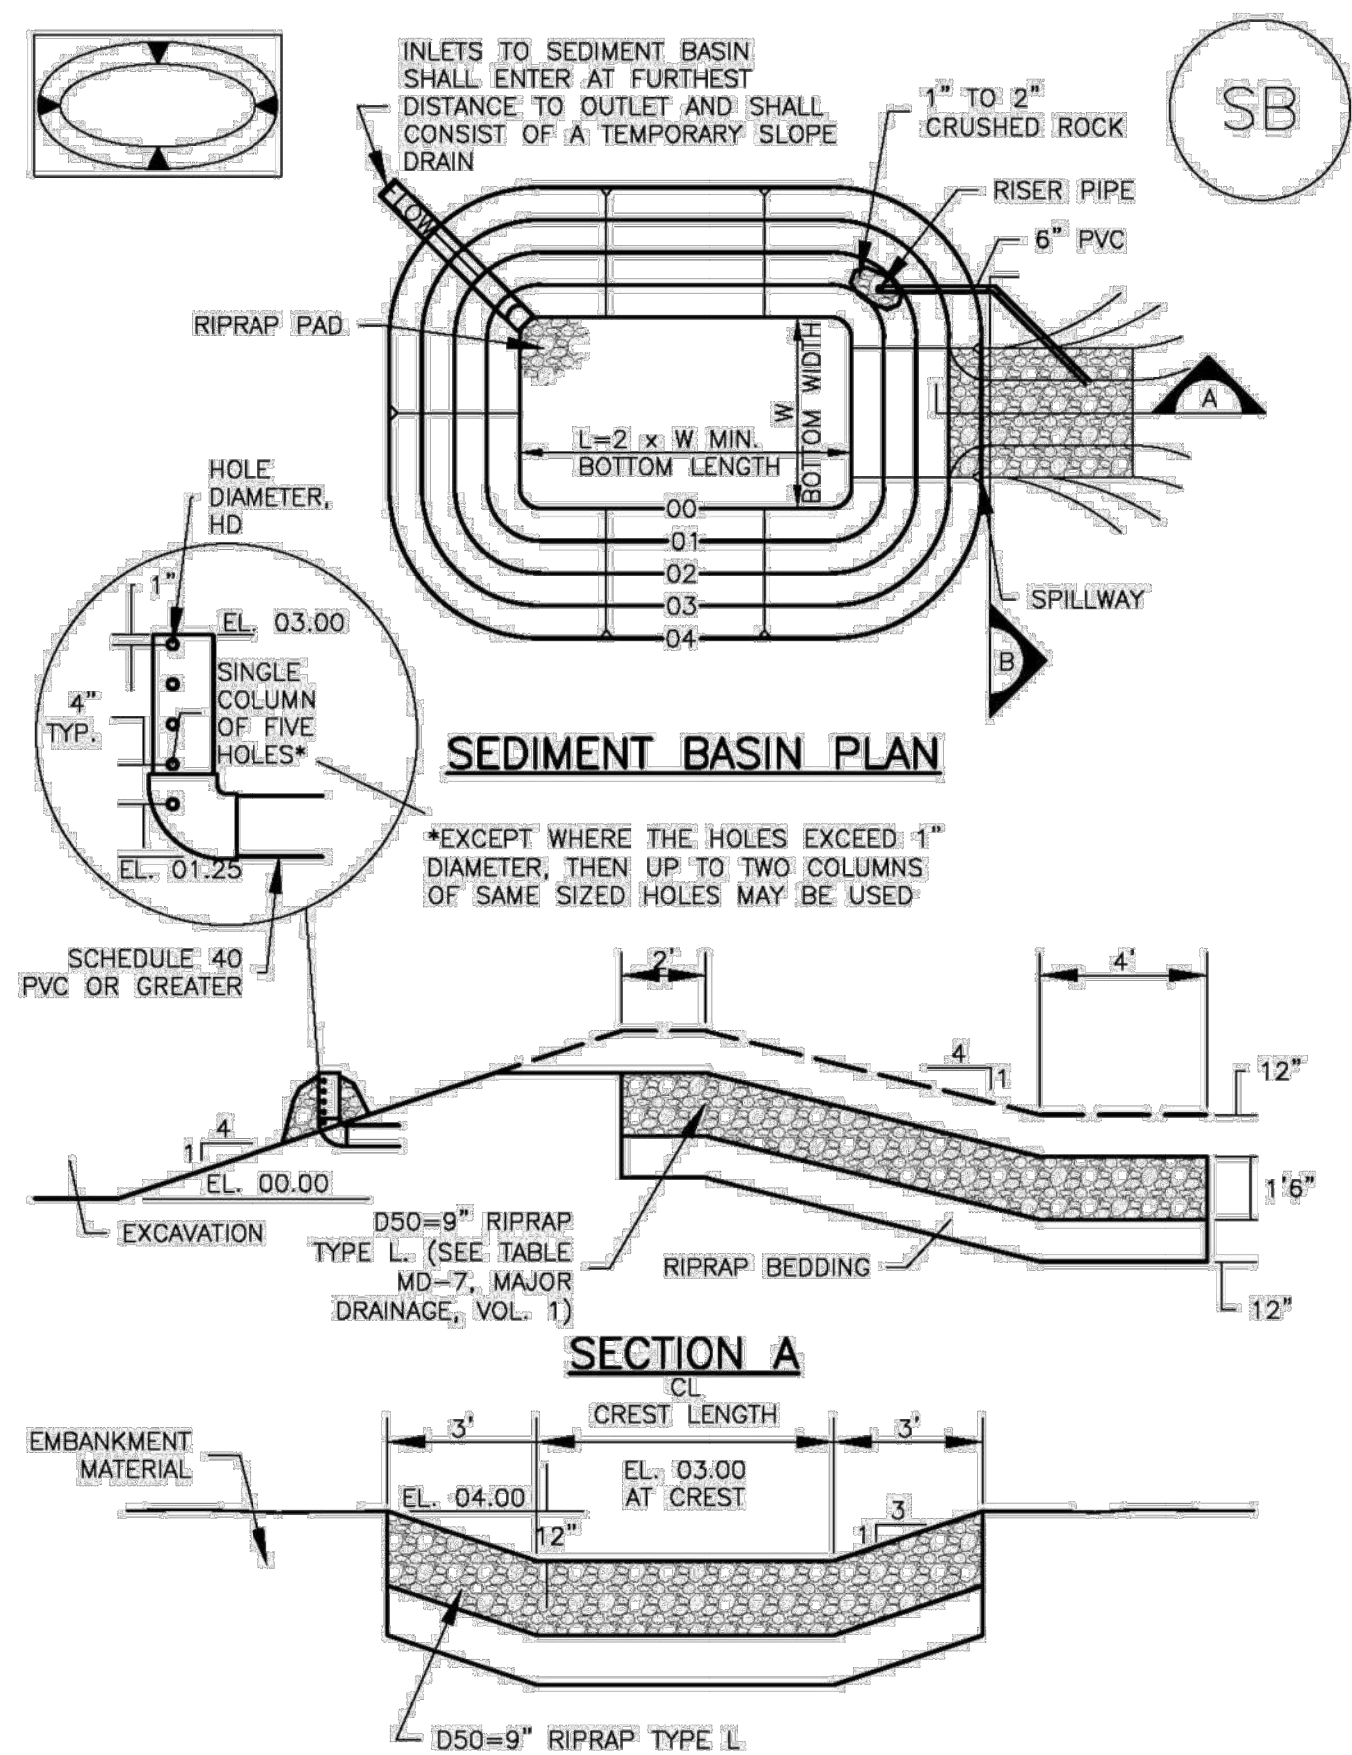 INLETS TO SEDIMENT BASIN
SHALL ENTER AT FURTHEST
DISTANCE TO OUTLET AND SHALL
CONSIST OF A TEMPORARY SLOPE
DRAIN
1" TO 2"
CRUSHED ROCK
SB
RISER PIPE
6" PVC
FLOW
RIPRAP PAD
W
BOTTOM WIDTH
L=2 x W MIN.
BOTTOM LENGTH
A
00
01
02
03
04
SPILLWAY
B
HOLE
DIAMETER,
HD
1"
EL. 03.00
SINGLE
COLUMN
OF FIVE
HOLES*
4"
TYP.
EL. 01.25
SEDIMENT BASIN PLAN
*EXCEPT WHERE THE HOLES EXCEED 1"
DIAMETER, THEN UP TO TWO COLUMNS
OF SAME SIZED HOLES MAY BE USED
SCHEDULE 40
PVC OR GREATER
2'
4'
4
1
12"
4
1
EL. 00.00
1'6"
EXCAVATION
D50=9" RIPRAP
TYPE L. (SEE TABLE
MD-7, MAJOR
DRAINAGE, VOL. 1)
RIPRAP BEDDING
12"
SECTION A
CL
CREST LENGTH
3'
3'
EMBANKMENT
MATERIAL
EL. 04.00
EL. 03.00
AT CREST
12"
3
1
D50=9" RIPRAP TYPE L